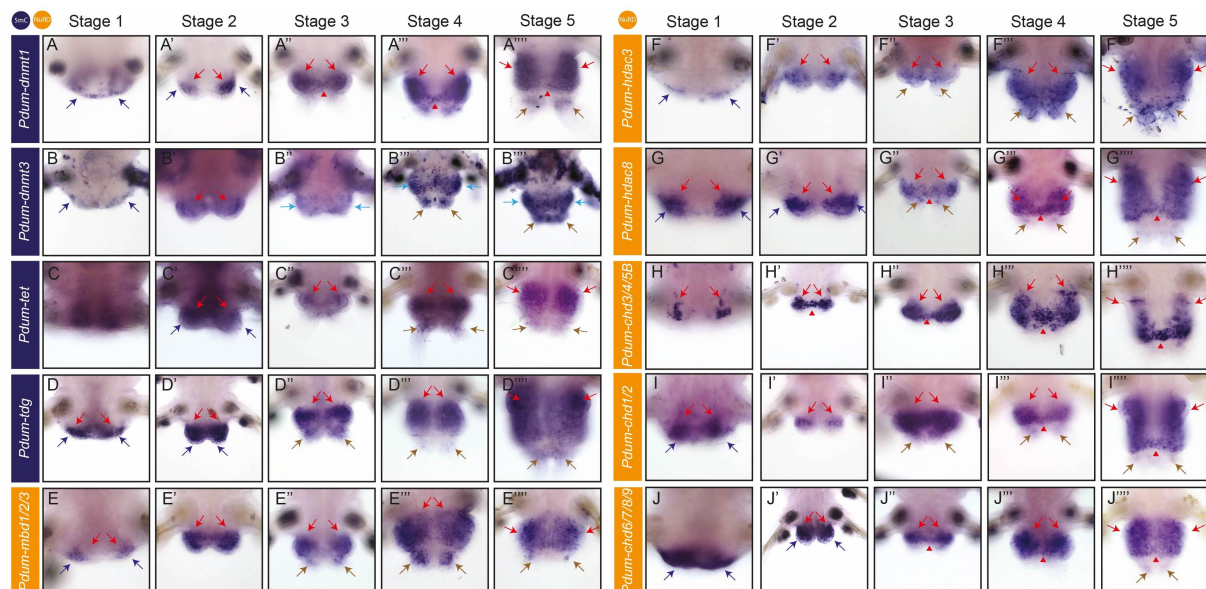 5mC NuRD Stage 1 Stage 2 Stage 3 Stage 4 Stage 5
Pdum-dnmt1 A A' A'' A''' A''''
Pdum-dnmt3 B B' B'' B''' B''''
Pdum-tet C C' C'' C''' C''''
Pdum-tdg D D' D'' D''' D''''
Pdum-mbd1/2/3 E E' E'' E''' E''''
NuRD Stage 1 Stage 2 Stage 3 Stage 4 Stage 5
Pdum-hdac3 F F' F'' F''' F''''
Pdum-hdac8 G G' G'' G''' G''''
Pdum-chd3/4/5B H H' H'' H''' H''''
Pdum-chd1/2 I I' I'' I''' I''''
Pdum-chd6/7/8/9 J J' J'' J''' J''''